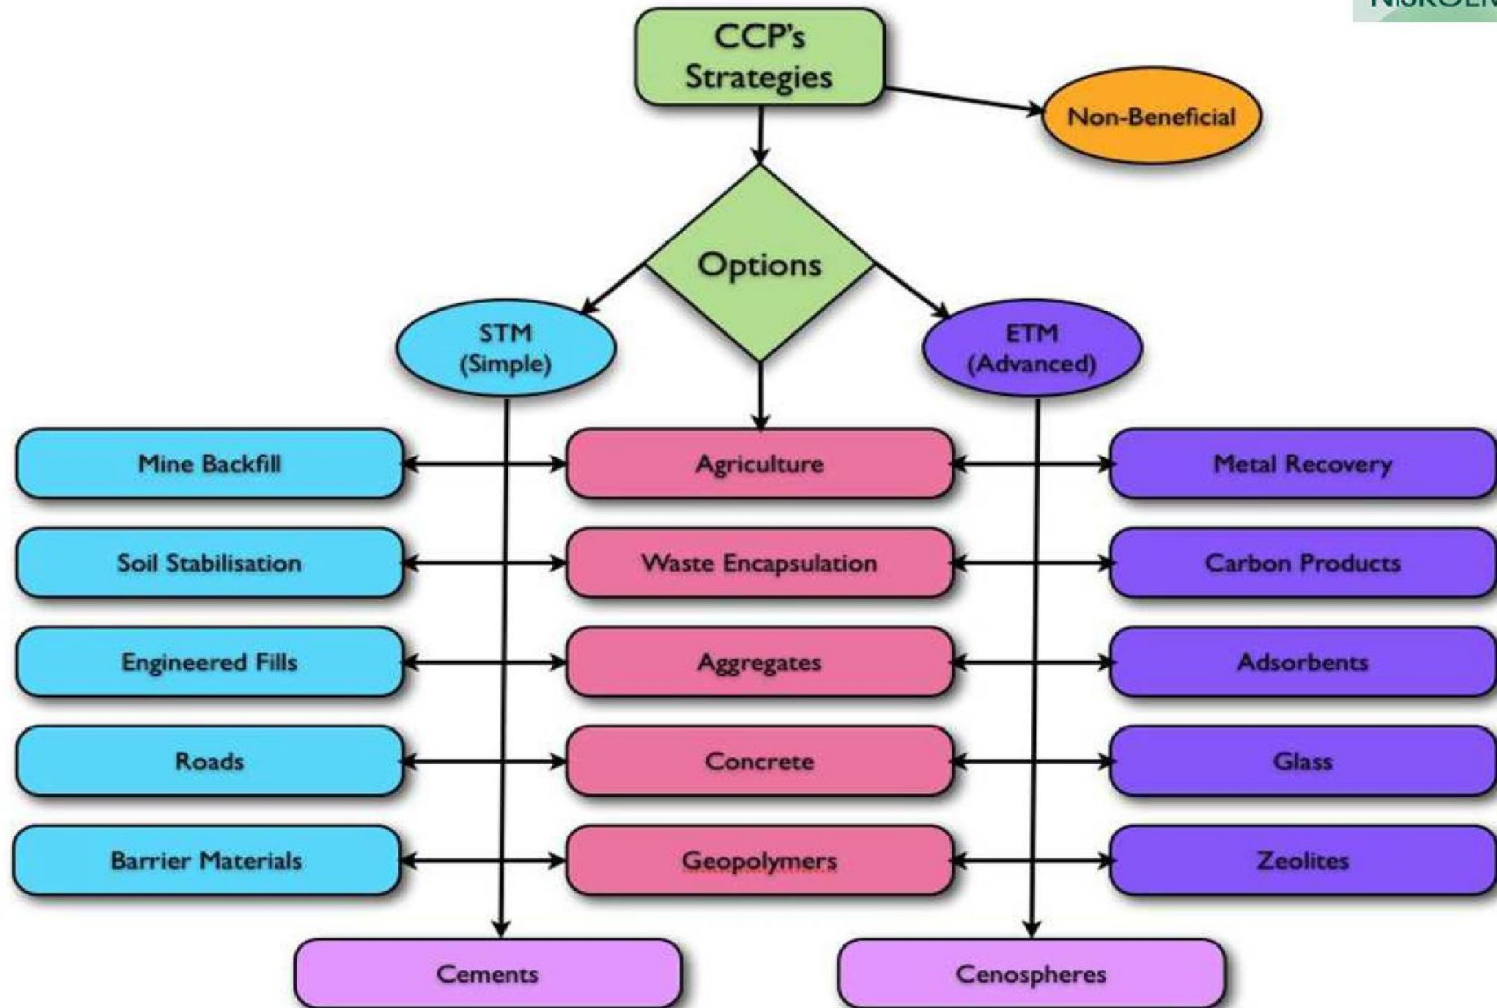 CCP's
Strategies
Non-Beneficial
Options
STM
(Simple)
ETM
(Advanced)
Mine Backfill
Agriculture
Metal Recovery
Soil Stabilisation
Waste Encapsulation
Carbon Products
Engineered Fills
Aggregates
Adsorbents
Roads
Concrete
Glass
Barrier Materials
Geopolymers
Zeolites
Cements
Cenospheres